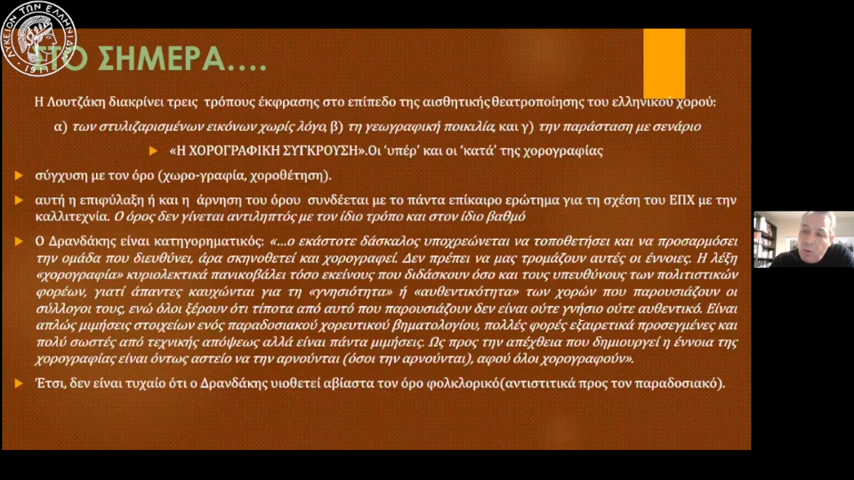 ΛΥΚΕΙΟΝ ΤΩΝ ΕΛΛΗΝΙΔΩΝ
1911
ΣΤΟ ΣΗΜΕΡΑ….
Η Λουτζάκη διακρίνει τρεις τρόπους έκφρασης στο επίπεδο της αισθητικής θεατροποίησης του ελληνικού χορού:
α) των στυλιζαρισμένων εικόνων χωρίς λόγο, β) τη γεωγραφική ποικιλία, και γ) την παράσταση με σενάριο
«Η ΧΟΡΟΓΡΑΦΙΚΗ ΣΥΓΚΡΟΥΣΗ».Οι ‘υπέρ’ και οι ‘κατά’ της χορογραφίας
σύγχυση με τον όρο (χωρο-γραφία, χοροθέτηση).
αυτή η επιφύλαξη ή και η άρνηση του όρου συνδέεται με το πάντα επίκαιρο ερώτημα για τη σχέση του ΕΠΧ με την
καλλιτεχνία. Ο όρος δεν γίνεται αντιληπτός με τον ίδιο τρόπο και στον ίδιο βαθμό
Ο Δρανδάκης είναι κατηγορηματικός: «…ο εκάστοτε δάσκαλος υποχρεώνεται να τοποθετήσει και να προσαρμόσει
την ομάδα που διευθύνει, άρα σκηνοθετεί και χορογραφεί. Δεν πρέπει να μας τρομάζουν αυτές οι έννοιες. Η λέξη
«χορογραφία» κυριολεκτικά πανικοβάλει τόσο εκείνους που διδάσκουν όσο και τους υπευθύνους των πολιτιστικών
φορέων, γιατί άπαντες καυχώνται για τη «γνησιότητα» ή «αυθεντικότητα» των χορών που παρουσιάζουν οι
σύλλογοι τους, ενώ όλοι ξέρουν ότι τίποτα από αυτό που παρουσιάζουν δεν είναι ούτε γνήσιο ούτε αυθεντικό. Είναι
απλώς μιμήσεις στοιχείων ενός παραδοσιακού χορευτικού βηματολογίου, πολλές φορές εξαιρετικά προσεγμένες και
πολύ σωστές από τεχνικής απόψεως αλλά είναι πάντα μιμήσεις. Ως προς την απέχθεια που δημιουργεί η έννοια της
χορογραφίας είναι όντως αστείο να την αρνούνται (όσοι την αρνούνται), αφού όλοι χορογραφούν».
Έτσι, δεν είναι τυχαίο ότι ο Δρανδάκης υιοθετεί αβίαστα τον όρο φολκλορικό(αντιστιτικά προς τον παραδοσιακό).